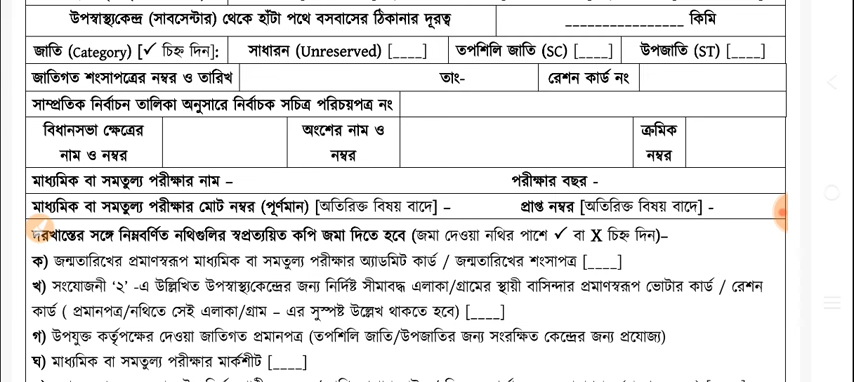 উপস্বাস্থ্যকেন্দ্র (সাবসেন্টার) থেকে হাঁটা পথে বসবাসের ঠিকানার দূরত্ব ________________ কিমি
জাতি (Category) [✓ চিহ্ন দিন]: সাধারন (Unreserved) [____] তপশিলি জাতি (SC) [____] উপজাতি (ST) [____]
জাতিগত শংসাপত্রের নম্বর ও তারিখ তাং- রেশন কার্ড নং
সাম্প্রতিক নির্বাচন তালিকা অনুসারে নির্বাচক সচিত্র পরিচয়পত্র নং
বিধানসভা ক্ষেত্রের অংশের নাম ও ক্রমিক
নাম ও নম্বর নম্বর নম্বর
মাধ্যমিক বা সমতুল্য পরীক্ষার নাম – পরীক্ষার বছর -
মাধ্যমিক বা সমতুল্য পরীক্ষার মোট নম্বর (পূর্ণমান) [অতিরিক্ত বিষয় বাদে] – প্রাপ্ত নম্বর [অতিরিক্ত বিষয় বাদে] -
দরখাস্তের সঙ্গে নিম্নবর্ণিত নথিগুলির স্বপ্রত্যয়িত কপি জমা দিতে হবে (জমা দেওয়া নথির পাশে ✓ বা X চিহ্ন দিন)–
ক) জন্মতারিখের প্রমাণস্বরূপ মাধ্যমিক বা সমতুল্য পরীক্ষার অ্যাডমিট কার্ড / জন্মতারিখের শংসাপত্র [____]
খ) সংযোজনী ‘২’ -এ উল্লিখিত উপস্বাস্থ্যকেন্দ্রের জন্য নির্দিষ্ট সীমাবদ্ধ এলাকা/গ্রামের স্থায়ী বাসিন্দার প্রমাণস্বরূপ ভোটার কার্ড / রেশন
কার্ড ( প্রমানপত্র/নথিতে সেই এলাকা/গ্রাম – এর সুস্পষ্ট উল্লেখ থাকতে হবে) [____]
গ) উপযুক্ত কর্তৃপক্ষের দেওয়া জাতিগত প্রমানপত্র (তপশিলি জাতি/উপজাতির জন্য সংরক্ষিত কেন্দ্রের জন্য প্রযোজ্য)
ঘ) মাধ্যমিক বা সমতুল্য পরীক্ষার মার্কশীট [____]